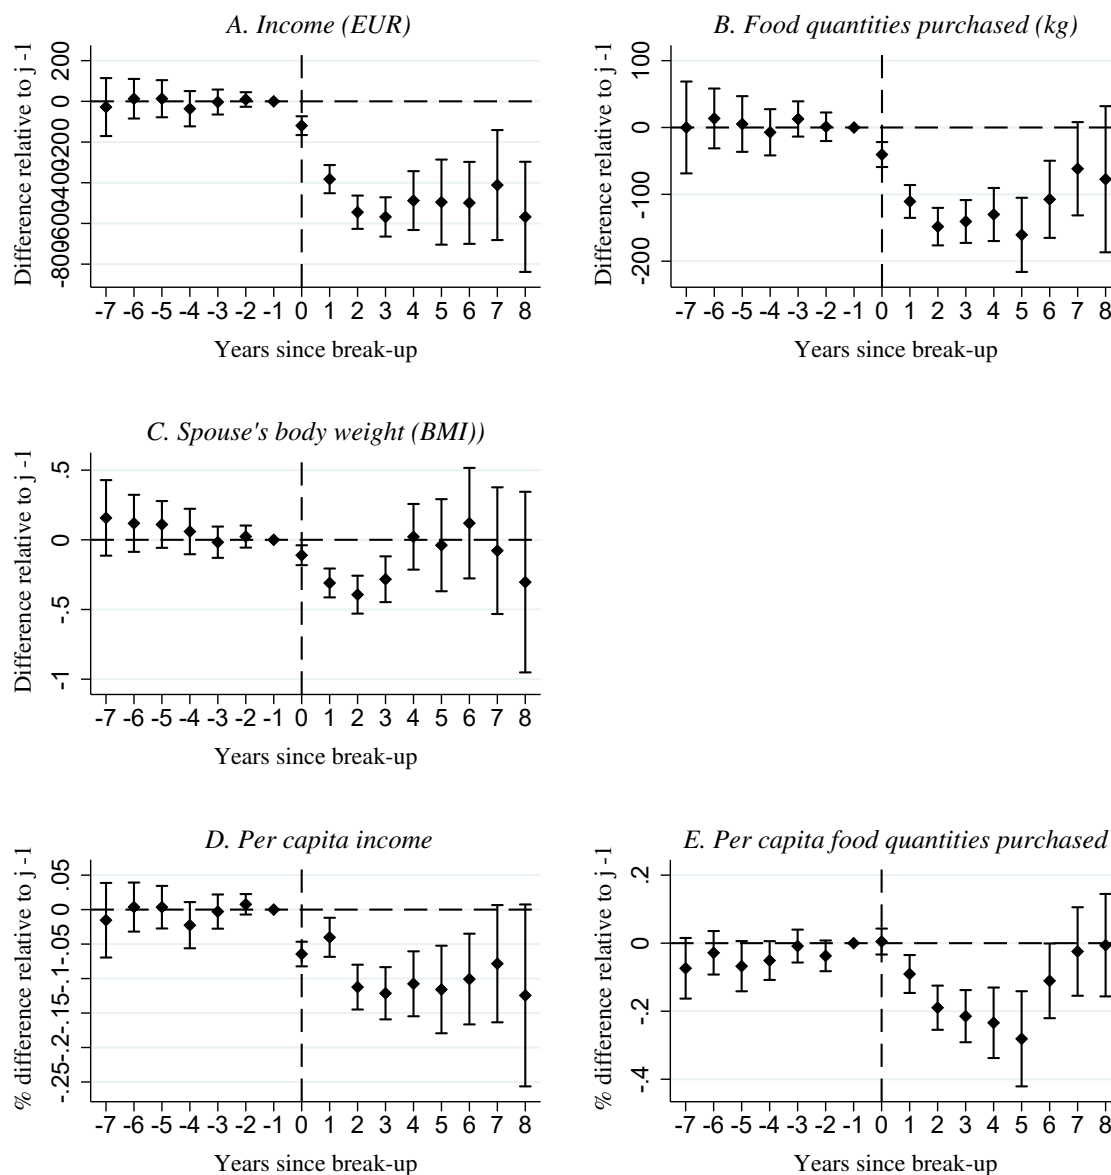 A. Income (EUR)
Difference relative to j -1
200
0
-800-600-400-200
-7 -6 -5 -4 -3 -2 -1 0 1 2 3 4 5 6 7 8
Years since break-up
B. Food quantities purchased (kg)
Difference relative to j -1
100
0
-100
-200
-7 -6 -5 -4 -3 -2 -1 0 1 2 3 4 5 6 7 8
Years since break-up
C. Spouse's body weight (BMI))
Difference relative to j -1
.5
0
-.5
-1
-7 -6 -5 -4 -3 -2 -1 0 1 2 3 4 5 6 7 8
Years since break-up
D. Per capita income
% difference relative to j -1
-.25-.2-.15-.1-.05 0 .05
-7 -6 -5 -4 -3 -2 -1 0 1 2 3 4 5 6 7 8
Years since break-up
E. Per capita food quantities purchased
% difference relative to j -1
.2
0
-.2
-.4
-7 -6 -5 -4 -3 -2 -1 0 1 2 3 4 5 6 7 8
Years since break-up